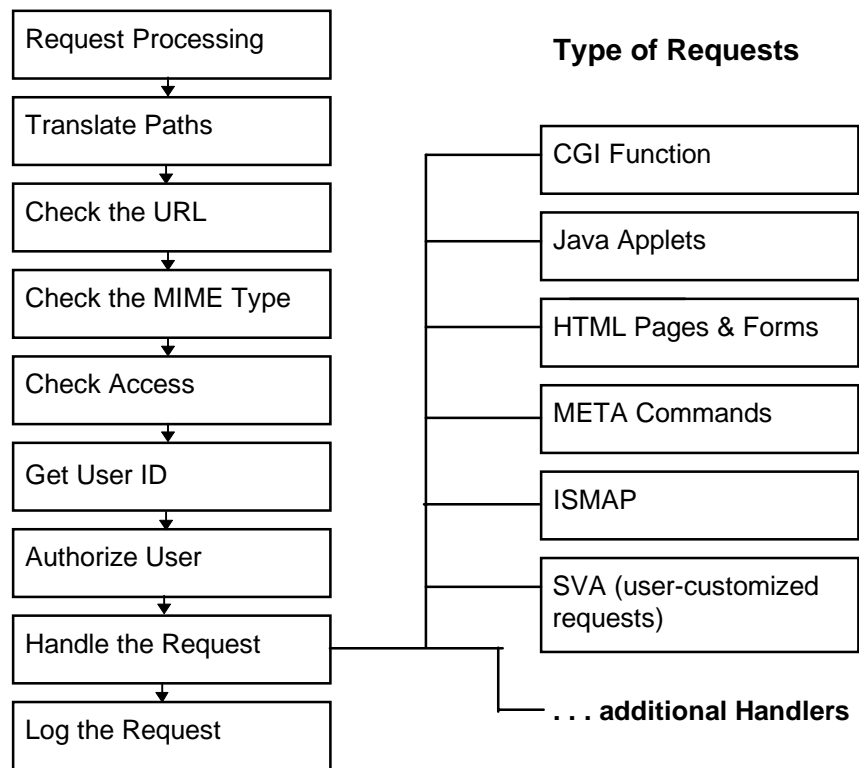 Request Processing
Translate Paths
Check the URL
Check the MIME Type
Check Access
Get User ID
Authorize User
Handle the Request
Log the Request
Type of Requests
CGI Function
Java Applets
HTML Pages & Forms
META Commands
ISMAP
SVA (user-customized
requests)
. . . additional Handlers